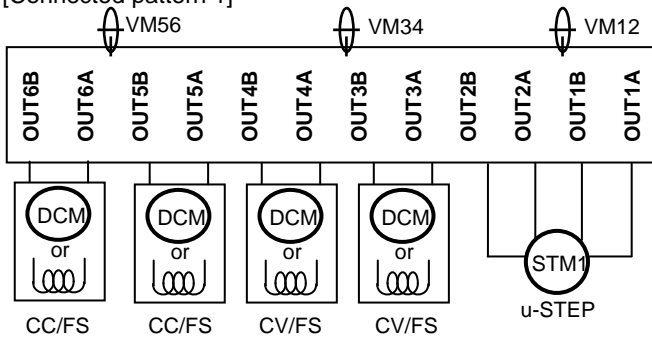 [Connected pattern 1]
VM56 VM34 VM12
OUT6B OUT6A OUT5B OUT5A OUT4B OUT4A OUT3B OUT3A OUT2B OUT2A OUT1B OUT1A
DCM DCM DCM DCM
or or or or
STM1
u-STEP
CC/FS CC/FS CV/FS CV/FS